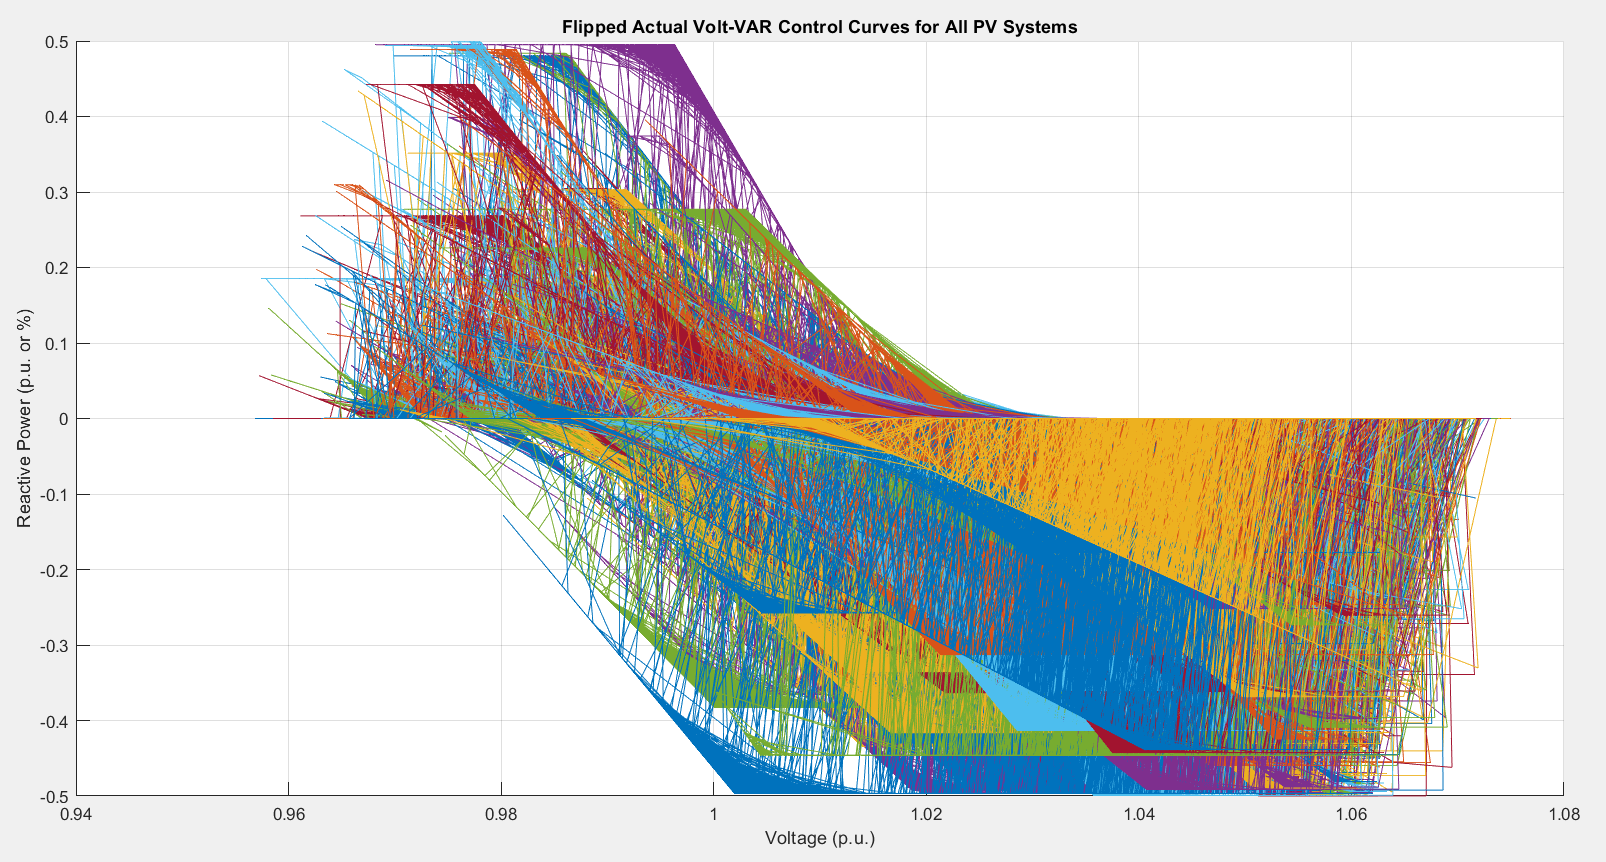 Flipped Actual Volt-VAR Control Curves for All PV Systems
0.5
0.4
0.3
0.2
0.1
0
-0.1
-0.2
-0.3
-0.4
-0.5
Reactive Power (p.u. or %)
0.94 0.96 0.98 1 1.02 1.04 1.06 1.08
Voltage (p.u.)